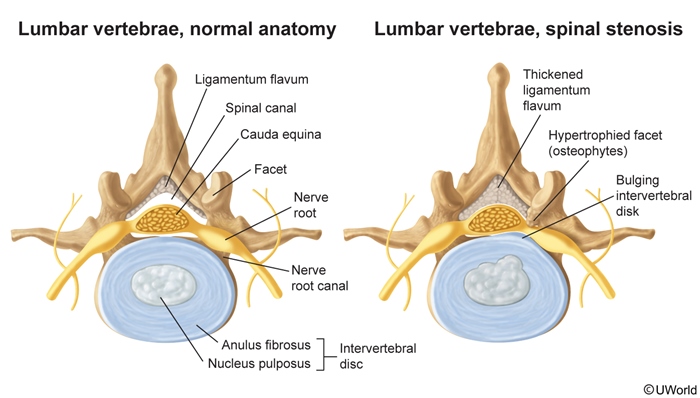 Lumbar vertebrae, normal anatomy
Ligamentum flavum
Spinal canal
Cauda equina
Facet
Nerve
root
Nerve
root canal
Anulus fibrosus
Nucleus pulposus
Intervertebral
disc
Lumbar vertebrae, spinal stenosis
Thickened
ligamentum
flavum
Hypertrophied facet
(osteophytes)
Bulging
intervertebral
disk
©UWorld